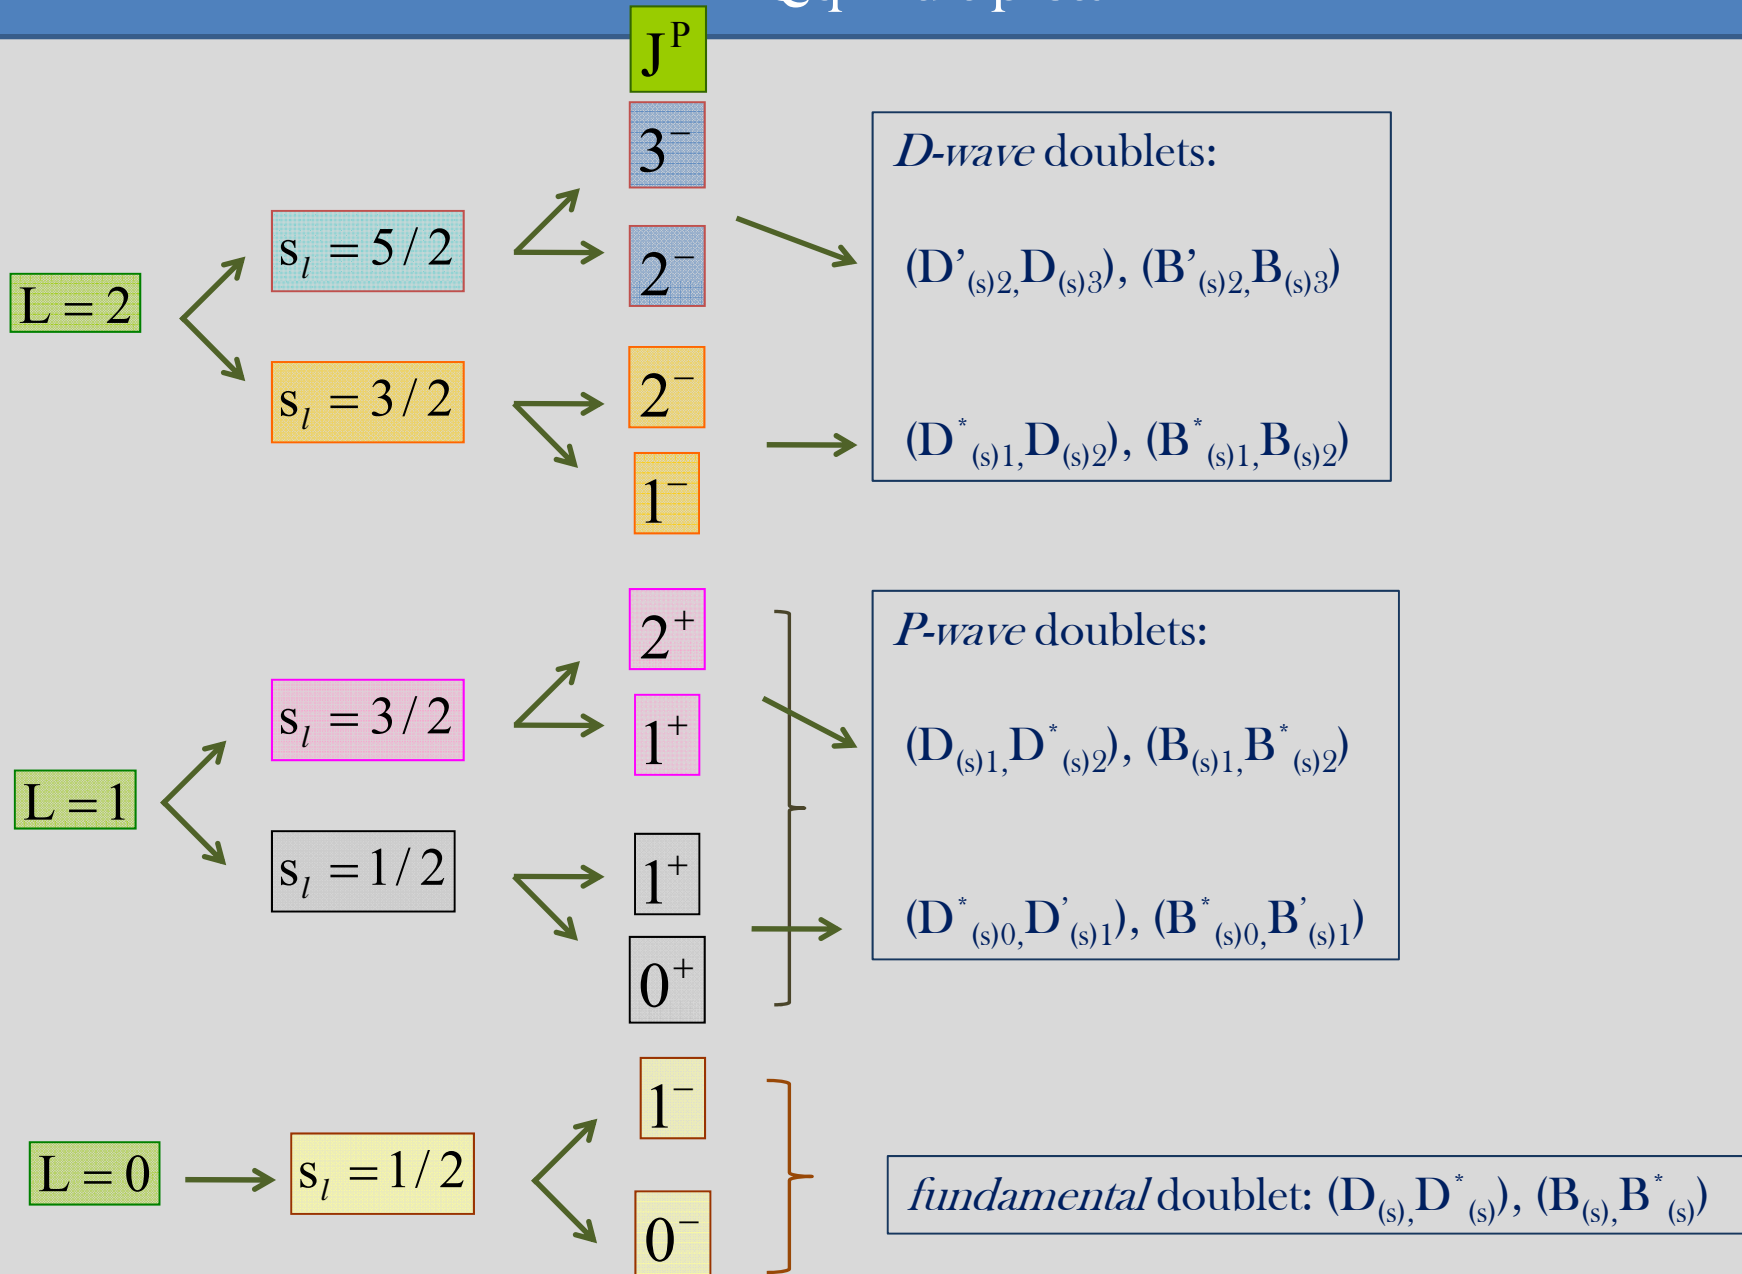 J^P
3^−
D-wave doublets:
s_l = 5/2
2^−
(D’_(s)2,D_(s)3), (B’_(s)2,B_(s)3)
L = 2
s_l = 3/2
2^−
(D^*_(s)1,D_(s)2), (B^*_(s)1,B_(s)2)
1^−
2^+
P-wave doublets:
s_l = 3/2
1^+
(D_(s)1,D^*_(s)2), (B_(s)1,B^*_(s)2)
L = 1
s_l = 1/2
1^+
(D^*_(s)0,D’_(s)1), (B^*_(s)0,B’_(s)1)
0^+
1^−
L = 0
s_l = 1/2
fundamental doublet: (D_(s),D^*_(s)), (B_(s),B^*_(s))
0^−